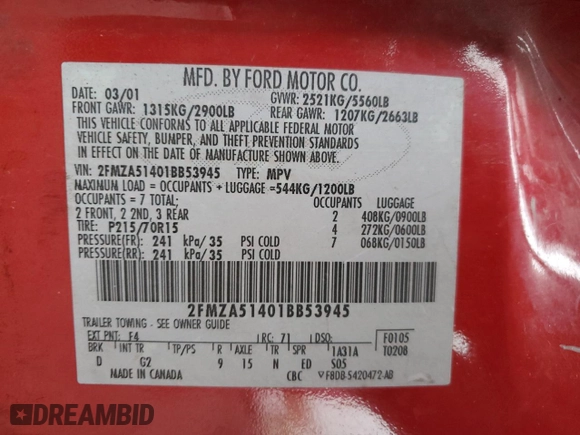 MFD. BY FORD MOTOR CO.
DATE: 03/01 GVWR: 2521KG/5560LB
FRONT GAWR: 1315KG/2900LB REAR GAWR: 1207KG/2663LB
THIS VEHICLE CONFORMS TO ALL APPLICABLE FEDERAL MOTOR
VEHICLE SAFETY, BUMPER, AND THEFT PREVENTION STANDARDS
IN EFFECT ON THE DATE OF MANUFACTURE SHOWN ABOVE.
VIN: 2FMZA51401BB53945 TYPE: MPV
MAXIMUM LOAD = OCCUPANTS + LUGGAGE =544KG/1200LB
OCCUPANTS = 7 TOTAL; OCCUPANTS LUGGAGE
2 FRONT, 2 2ND, 3 REAR 2 408KG/0900LB
TIRE: P215/70R15 4 272KG/0600LB
PRESSURE(FR): 241 kPa/35 PSI COLD 7 068KG/0150LB
PRESSURE(RR): 241 kPa/35 PSI COLD
2FMZA51401BB53945
TRAILER TOWING - SEE OWNER GUIDE
EXT PNT: F4 RC: 71 DSO: F0105
BRK INT TR TP/PS R AXLE TR SPR 1A31A T0208
D G2 9 15 N ED S05
MADE IN CANADA CBC F8DB-5420472-AB
DREAMBID